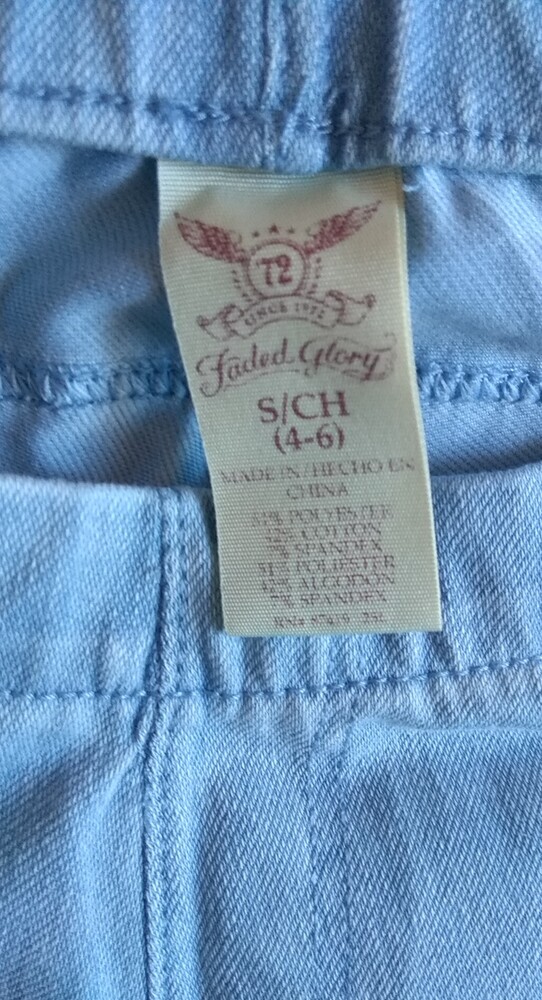 72
SINCE 1972
Faded Glory
S/CH
(4-6)
MADE IN/HECHO EN
CHINA
POLYESTER
COTTON
SPANDEX
POLIESTER
ALGODON
SPANDEX